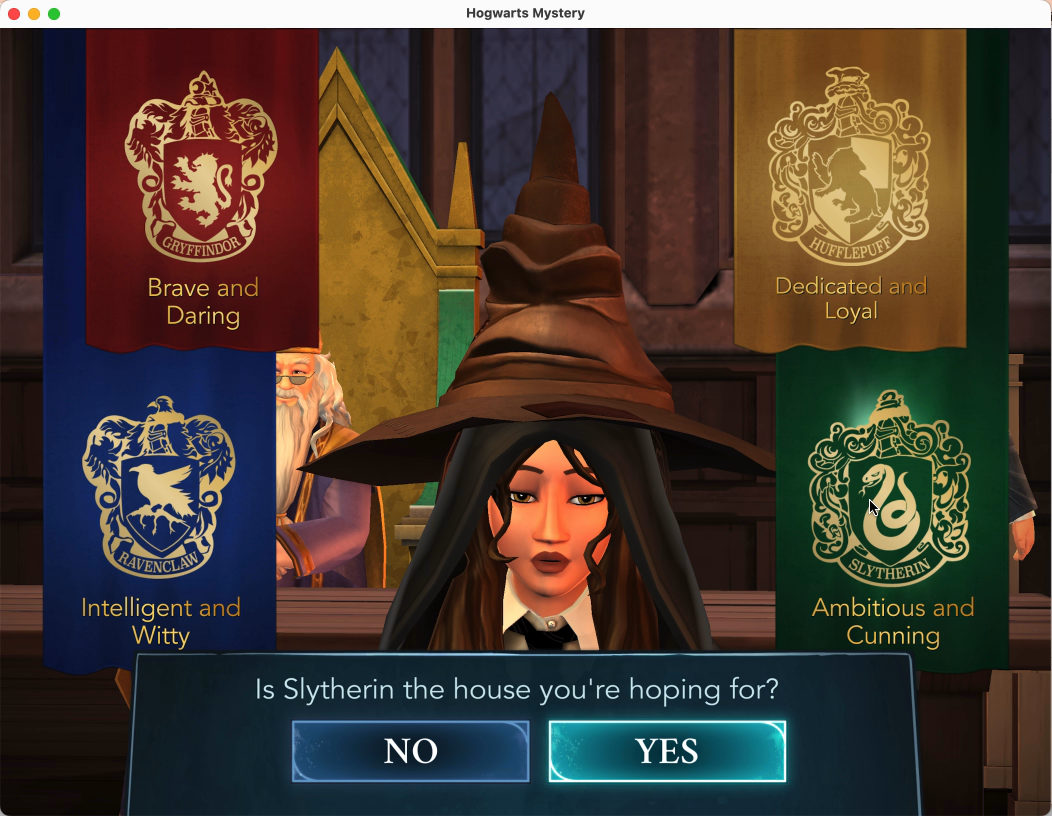 Hogwarts Mystery
GRYFFINDOR
Brave and
Daring
HUFFLEPUFF
Dedicated and
Loyal
RAVENCLAW
Intelligent and
Witty
SLYTHERIN
Ambitious and
Cunning
Is Slytherin the house you're hoping for?
NO
YES